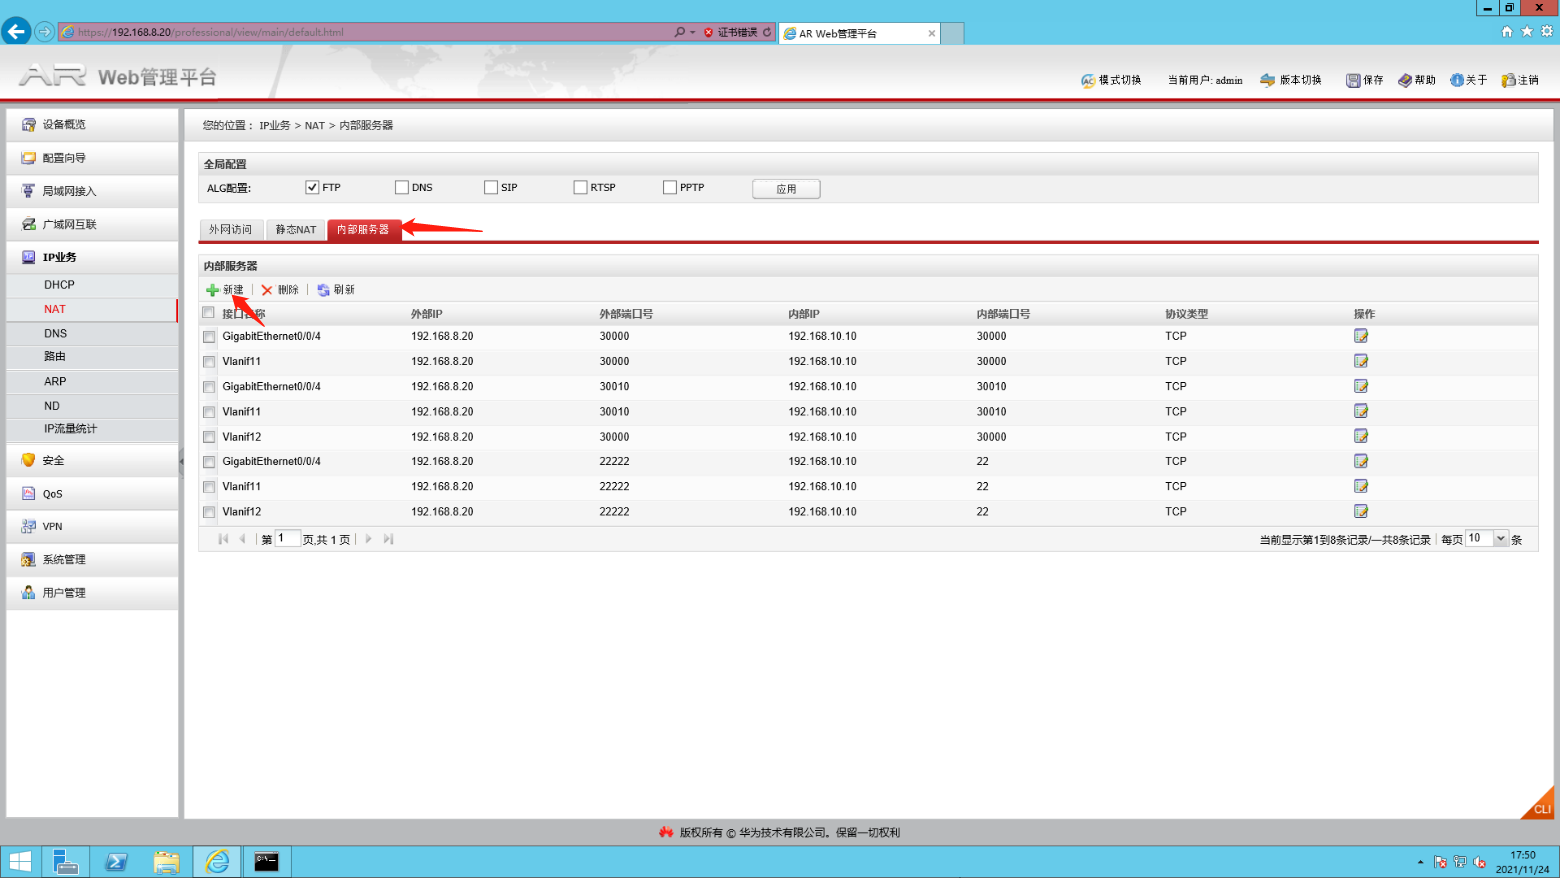 https://192.168.8.20/professional/view/main/default.html
证书错误
AR Web管理平台
AR Web管理平台
模式切换 当前用户: admin 版本切换 保存 帮助 关于 注销
设备概览
配置向导
局域网接入
广域网互联
IP业务
DHCP
NAT
DNS
路由
ARP
ND
IP流量统计
安全
QoS
VPN
系统管理
用户管理
您的位置： IP业务 > NAT > 内部服务器
全局配置
ALG配置: FTP DNS SIP RTSP PPTP 应用
外网访问 静态NAT 内部服务器
内部服务器
新建 删除 刷新
接口名称 外部IP 外部端口号 内部IP 内部端口号 协议类型 操作
GigabitEthernet0/0/4 192.168.8.20 30000 192.168.10.10 30000 TCP
Vlanif11 192.168.8.20 30000 192.168.10.10 30000 TCP
GigabitEthernet0/0/4 192.168.8.20 30010 192.168.10.10 30010 TCP
Vlanif11 192.168.8.20 30010 192.168.10.10 30010 TCP
Vlanif12 192.168.8.20 30000 192.168.10.10 30000 TCP
GigabitEthernet0/0/4 192.168.8.20 22222 192.168.10.10 22 TCP
Vlanif11 192.168.8.20 22222 192.168.10.10 22 TCP
Vlanif12 192.168.8.20 22222 192.168.10.10 22 TCP
第 1 页,共 1 页 当前显示第1到8条记录/一共8条记录 每页 10 条
CLI
版权所有 © 华为技术有限公司。保留一切权利
17:50
2021/11/24